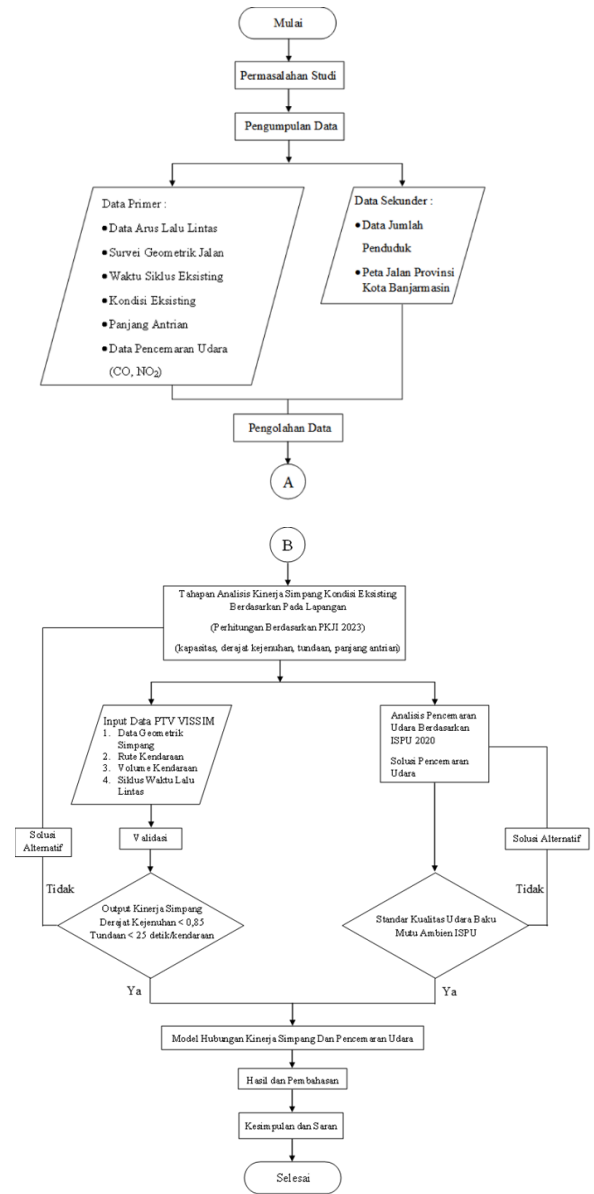 Mulai
Permasalahan Studi
Pengumpulan Data
Data Primer :
•Data Arus Lalu Lintas
•Survei Geometrik Jalan
•Waktu Siklus Eksisting
•Kondisi Eksisting
•Panjang Antrian
•Data Pencemaran Udara
(CO, NO₂)
Data Sekunder :
•Data Jumlah
Penduduk
•Peta Jalan Provinsi
Kota Banjarmasin
Pengolahan Data
A
B
Tahapan Analisis Kinerja Simpang Kondisi Eksisting
Berdasarkan Pada Lapangan
(Perhitungan Berdasarkan PKJI 2023)
(kapasitas, derajat kejenuhan, tundaan, panjang antrian)
Input Data PTV VISSIM
1. Data Geometrik
Simpang
2. Rute Kendaraan
3. Volume Kendaraan
4. Siklus Waktu Lalu
Lintas
Analisis Pencemaran
Udara Berdasarkan
ISPU 2020
Solusi Pencemaran
Udara
Solusi
Alternatif
Validasi
Solusi Alternatif
Tidak
Tidak
Output Kinerja Simpang
Derajat Kejenuhan < 0,85
Tundaan < 25 detik/kendaraan
Standar Kualitas Udara Baku
Mutu Ambien ISPU
Ya
Ya
Model Hubungan Kinerja Simpang Dan Pencemaran Udara
Hasil dan Pembahasan
Kesimpulan dan Saran
Selesai